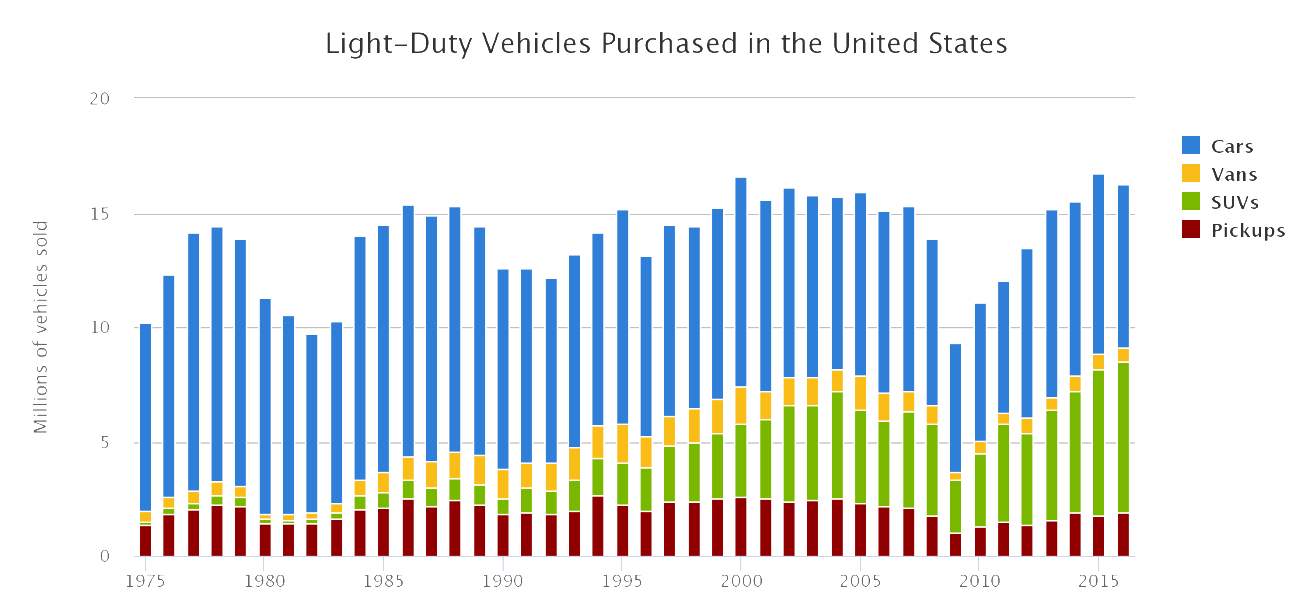 Light-Duty Vehicles Purchased in the United States
Millions of vehicles sold
20
15
10
5
0
1975 1980 1985 1990 1995 2000 2005 2010 2015
Cars
Vans
SUVs
Pickups